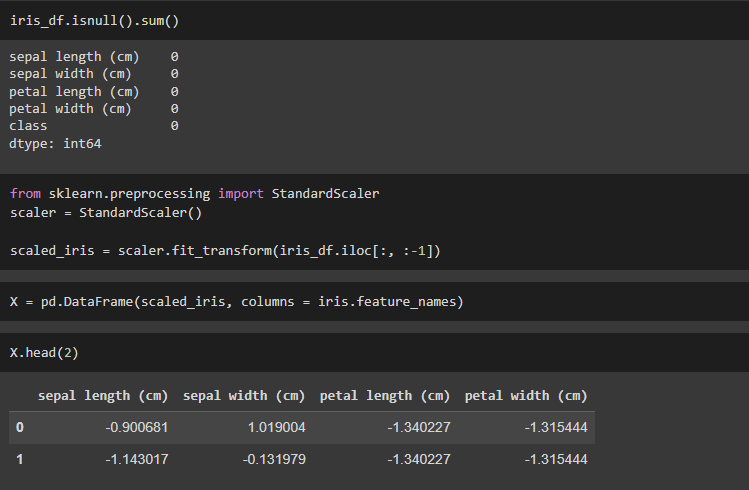 iris_df.isnull().sum()
sepal length (cm)    0
sepal width (cm)     0
petal length (cm)    0
petal width (cm)     0
class                0
dtype: int64
from sklearn.preprocessing import StandardScaler
scaler = StandardScaler()
scaled_iris = scaler.fit_transform(iris_df.iloc[:, :-1])
X = pd.DataFrame(scaled_iris, columns = iris.feature_names)
X.head(2)
sepal length (cm) sepal width (cm) petal length (cm) petal width (cm)
0 -0.900681 1.019004 -1.340227 -1.315444
1 -1.143017 -0.131979 -1.340227 -1.315444